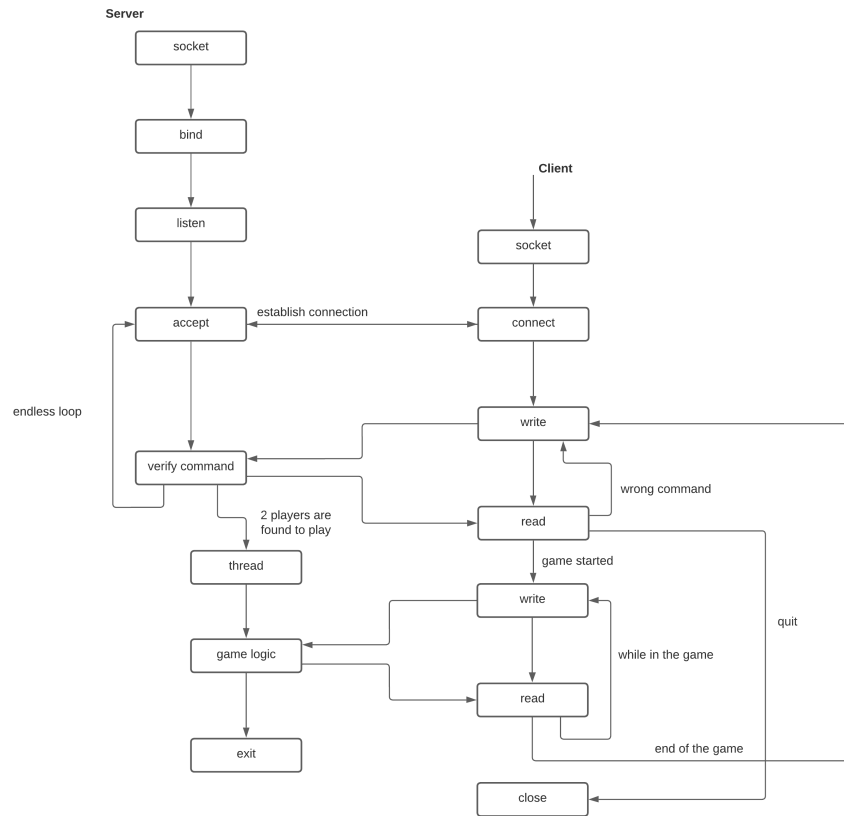 Server
socket
bind
listen
Client
socket
establish connection
accept
connect
endless loop
write
verify command
wrong command
2 players are
found to play
read
game started
thread
write
quit
game logic
while in the game
read
end of the game
exit
close